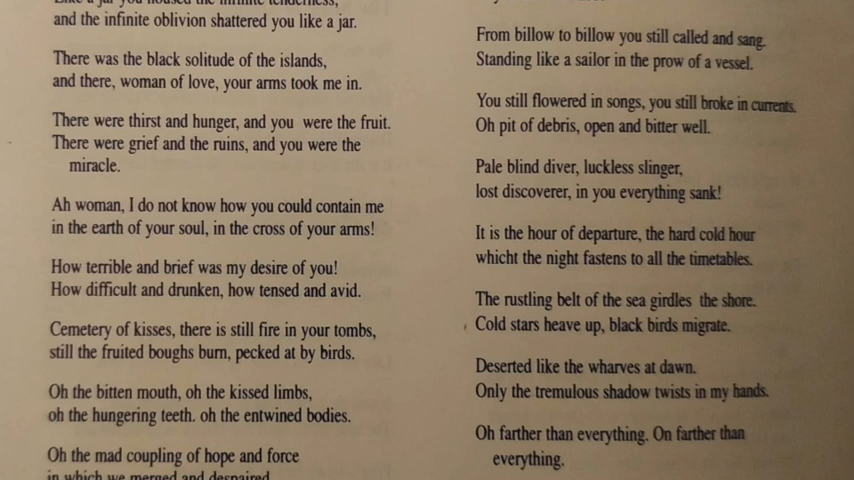 and the infinite oblivion shattered you like a jar.
There was the black solitude of the islands,
and there, woman of love, your arms took me in.
There were thirst and hunger, and you were the fruit.
There were grief and the ruins, and you were the
miracle.
Ah woman, I do not know how you could contain me
in the earth of your soul, in the cross of your arms!
How terrible and brief was my desire of you!
How difficult and drunken, how tensed and avid.
Cemetery of kisses, there is still fire in your tombs,
still the fruited boughs burn, pecked at by birds.
Oh the bitten mouth, oh the kissed limbs,
oh the hungering teeth. oh the entwined bodies.
Oh the mad coupling of hope and force
in which we merged and despaired
From billow to billow you still called and sang.
Standing like a sailor in the prow of a vessel.
You still flowered in songs, you still broke in currents.
Oh pit of debris, open and bitter well.
Pale blind diver, luckless slinger,
lost discoverer, in you everything sank!
It is the hour of departure, the hard cold hour
whicht the night fastens to all the timetables.
The rustling belt of the sea girdles the shore.
Cold stars heave up, black birds migrate.
Deserted like the wharves at dawn.
Only the tremulous shadow twists in my hands.
Oh farther than everything. On farther than
everything.